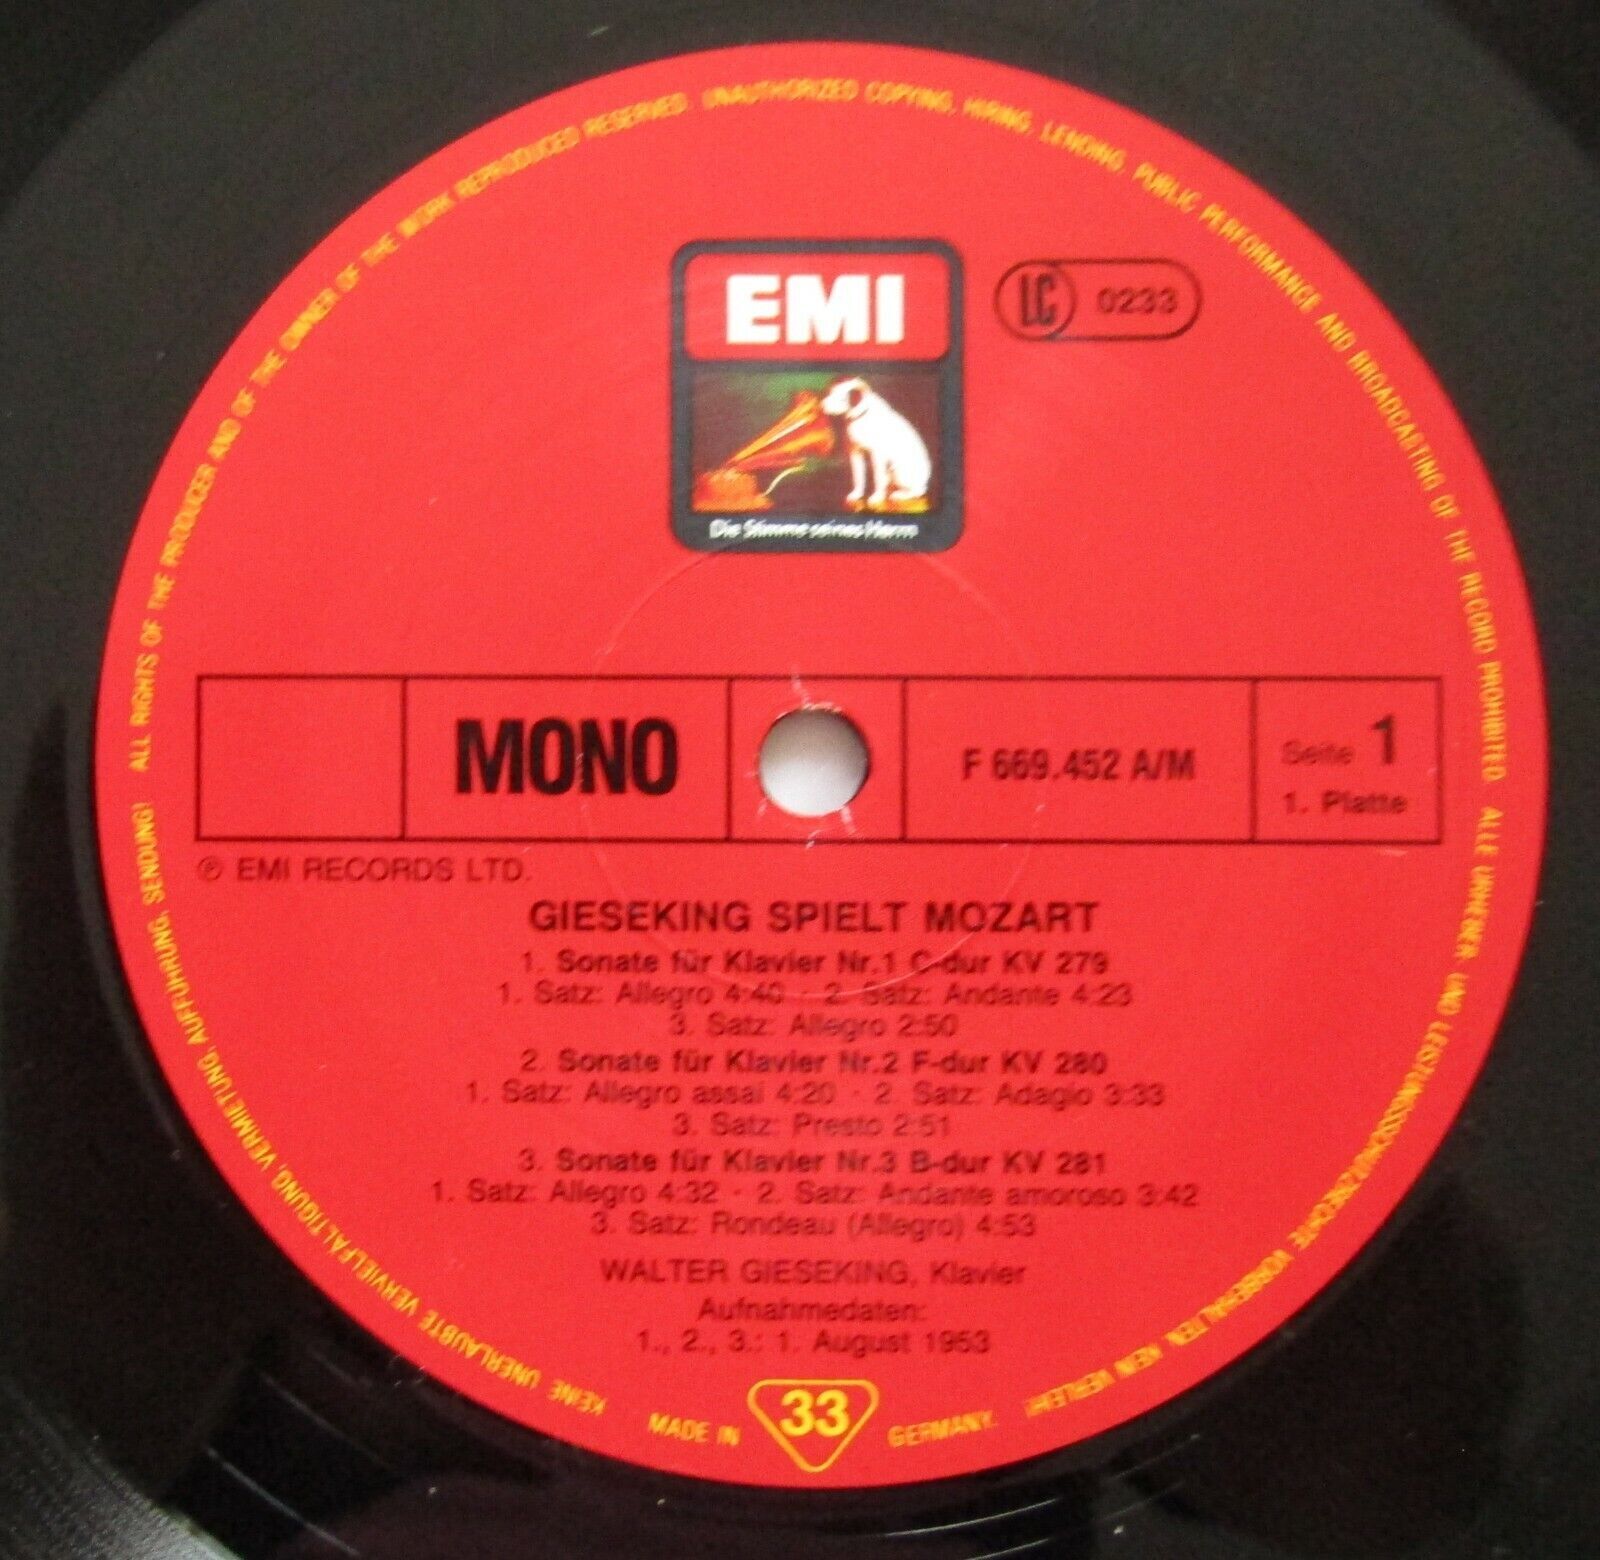 ALL RIGHTS OF THE PRODUCER AND OF THE OWNER OF THE WORK REPRODUCED RESERVED. UNAUTHORIZED COPYING, HIRING, LENDING, PUBLIC PERFORMANCE AND BROADCASTING OF THE RECORD PROHIBITED. ALLE URHEBER- UND LEISTUNGSSCHUTZRECHTE VORBEHALTEN. KEIN VERLEIH!
KEINE UNERLAUBTE VERVIELFÄLTIGUNG, VERMIETUNG, AUFFÜHRUNG, SENDUNG!
EMI
LC 0233
Die Stimme seines Herrn
MONO
F 669.452 A/M
Seite 1
1. Platte
℗ EMI RECORDS LTD.
GIESEKING SPIELT MOZART
1. Sonate für Klavier Nr.1 C-dur KV 279
1. Satz: Allegro 4:40 · 2. Satz: Andante 4:23
3. Satz: Allegro 2:50
2. Sonate für Klavier Nr.2 F-dur KV 280
1. Satz: Allegro assai 4:20 · 2. Satz: Adagio 3:33
3. Satz: Presto 2:51
3. Sonate für Klavier Nr.3 B-dur KV 281
1. Satz: Allegro 4:32 · 2. Satz: Andante amoroso 3:42
3. Satz: Rondeau (Allegro) 4:53
WALTER GIESEKING, Klavier
Aufnahmedaten:
1., 2., 3.: 1. August 1953
MADE IN 33 GERMANY.